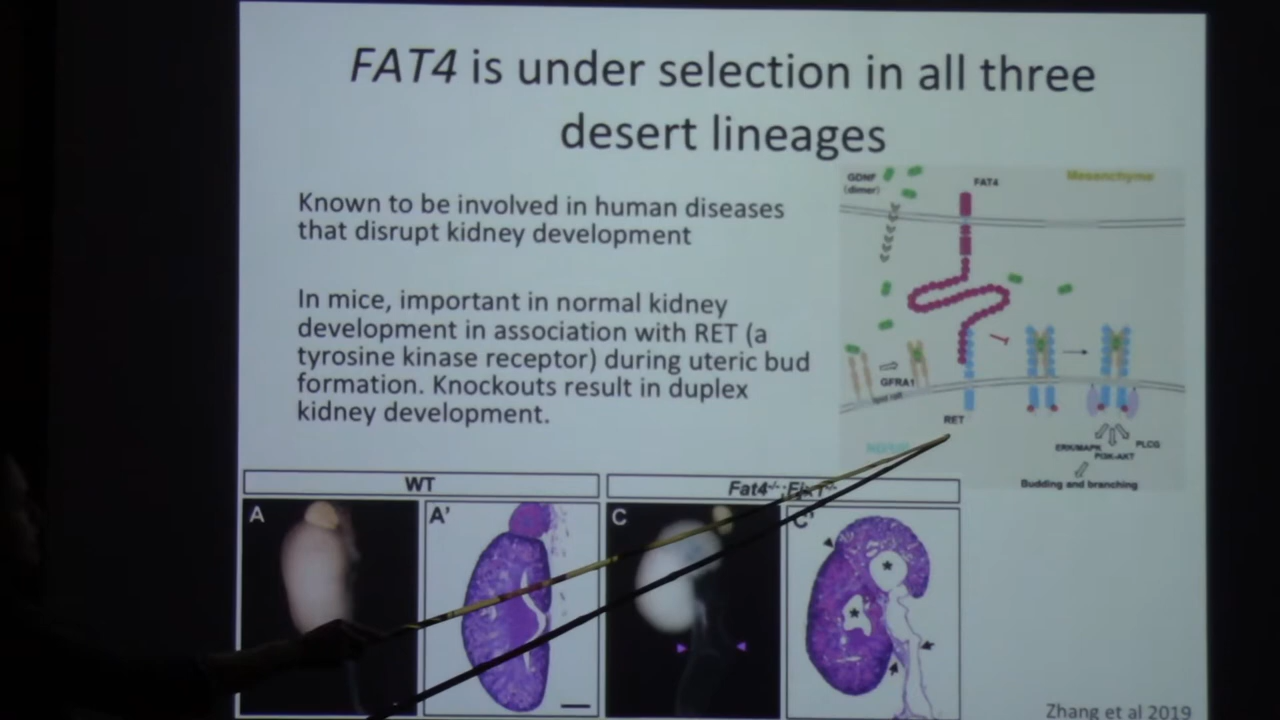 FAT4 is under selection in all three
desert lineages
Known to be involved in human diseases
that disrupt kidney development
In mice, important in normal kidney
development in association with RET (a
tyrosine kinase receptor) during uteric bud
formation. Knockouts result in duplex
kidney development.
GDNF
(dimer)
FAT4
Mesenchyme
GFRA1
lipid raft
RET
ERK/MAPK
PI3K-AKT
PLCG
Budding and branching
WT
Fat4-/-;
A
A'
C
C'
Zhang et al 2019